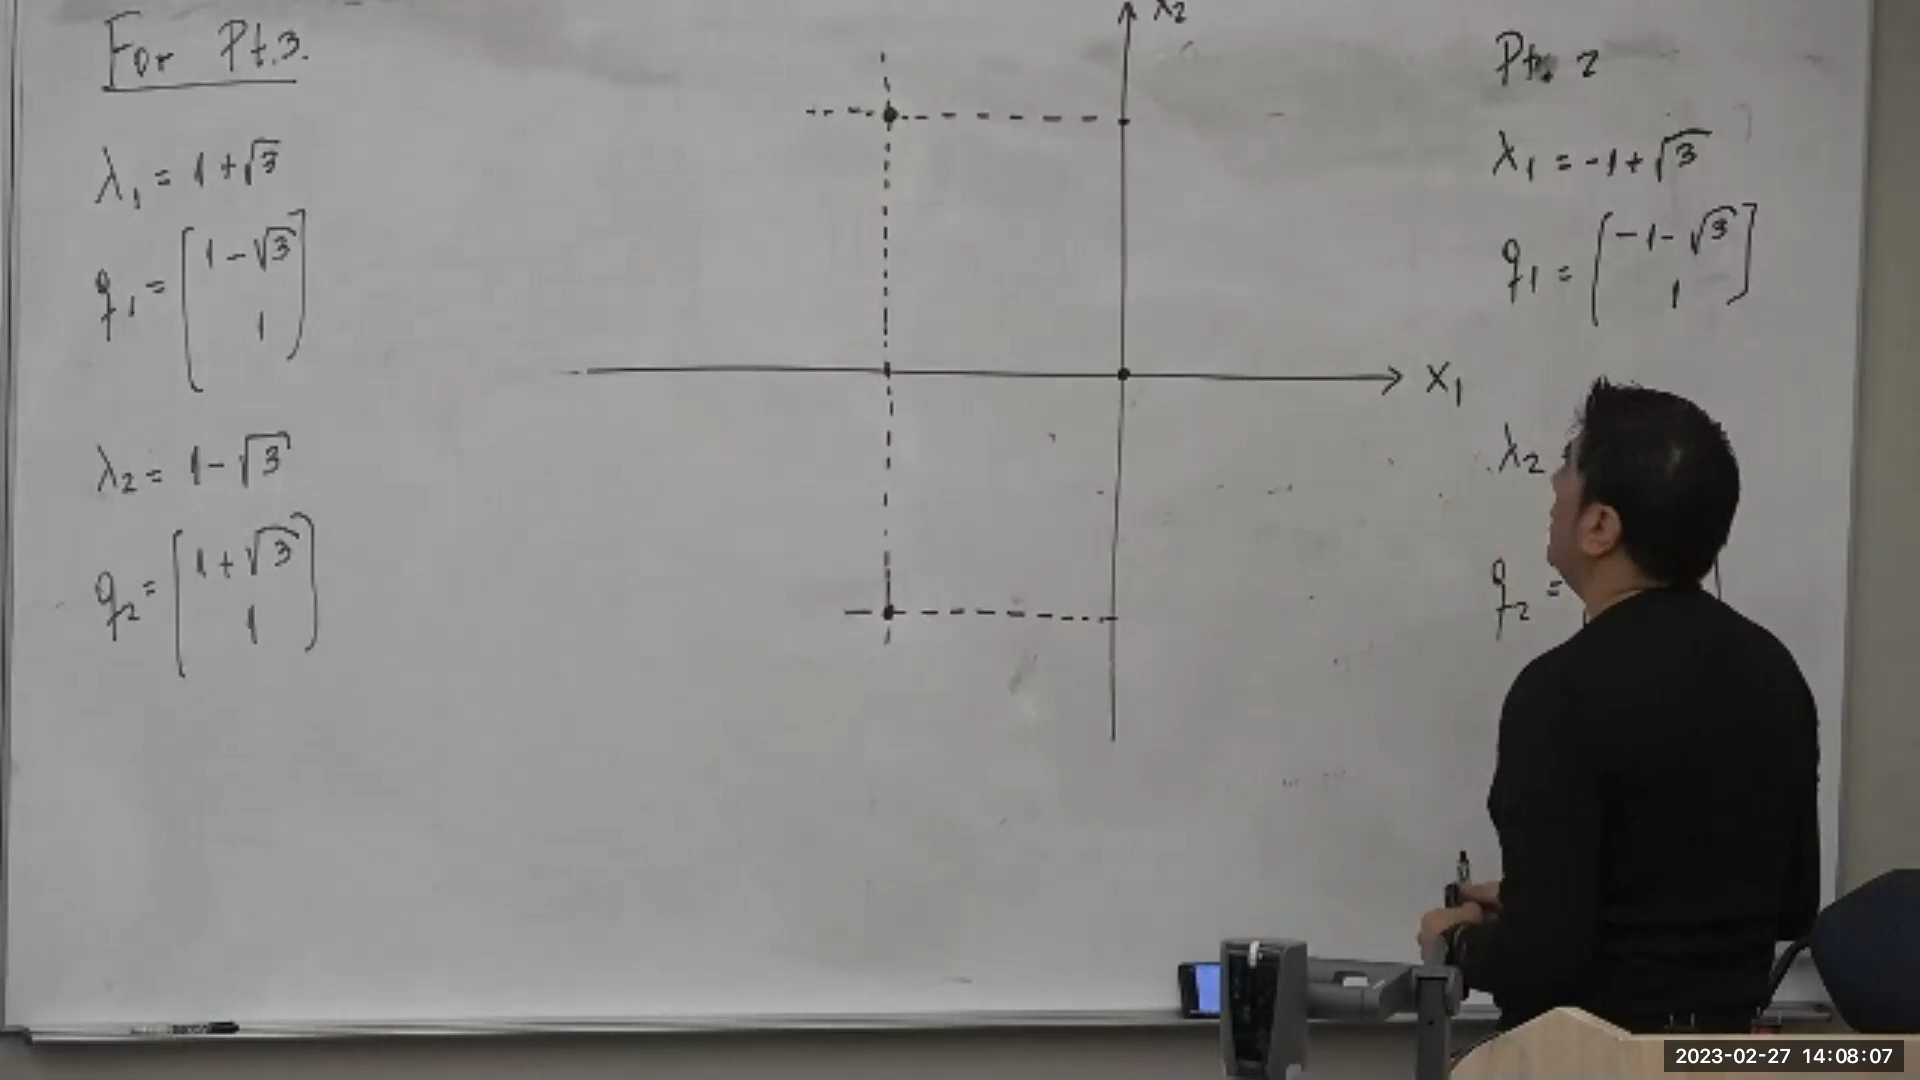 For Pt.3.
λ₁ = 1+√3
q₁ = [1-√3
1]
λ₂ = 1-√3
q₂ = [1+√3
1]
x₂
x₁
Pt. 2
λ₁ = -1+√3
q₁ = [-1-√3
1]
λ₂
q₂ =
2023-02-27 14:08:07